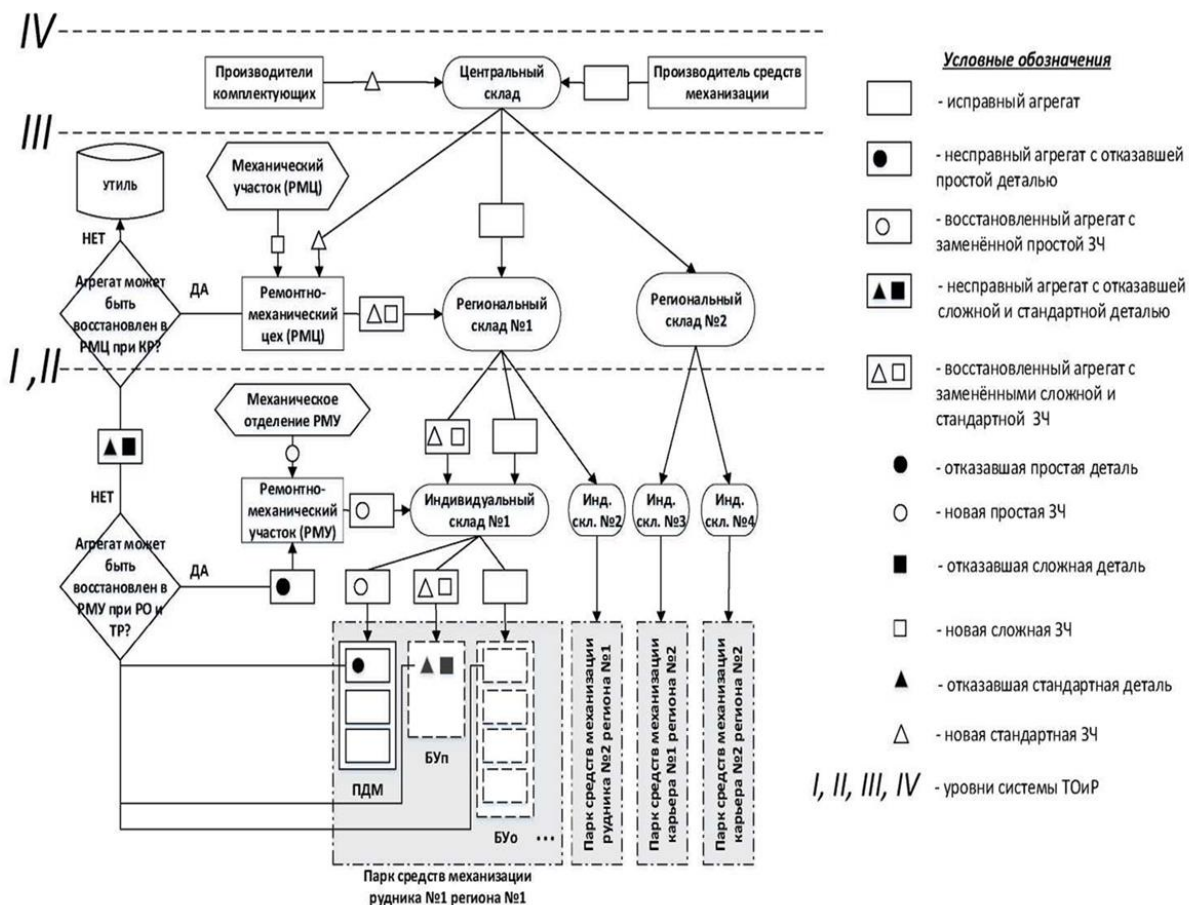 IV
Производители
комплектующих
Центральный
склад
Производитель средств
механизации
III
УТИЛЬ
Механический
участок (РМЦ)
НЕТ
Агрегат может
быть
восстановлен в
РМЦ при КР?
ДА
Ремонтно-
механический
цех (РМЦ)
Региональный
склад №1
Региональный
склад №2
I ,II
Механическое
отделение РМУ
НЕТ
Ремонтно-
механический
участок (РМУ)
Индивидуальный
склад №1
Инд.
скл. №2
Инд.
скл. №3
Инд.
скл. №4
Агрегат может
быть
восстановлен в
РМУ при РО и
ТР?
ДА
ПДМ
БУп
БУо
...
Парк средств механизации
рудника №1 региона №1
Парк средств механизации
рудника №2 региона №1
Парк средств механизации
карьера №1 региона №2
Парк средств механизации
карьера №2 региона №2
Условные обозначения
- исправный агрегат
- несправный агрегат с отказавшей
простой деталью
- восстановленный агрегат с
заменённой простой ЗЧ
- несправный агрегат с отказавшей
сложной и стандартной деталью
- восстановленный агрегат с
заменёнными сложной и
стандартной ЗЧ
- отказавшая простая деталь
- новая простая ЗЧ
- отказавшая сложная деталь
- новая сложная ЗЧ
- отказавшая стандартная деталь
- новая стандартная ЗЧ
I, II, III, IV - уровни системы ТОиР